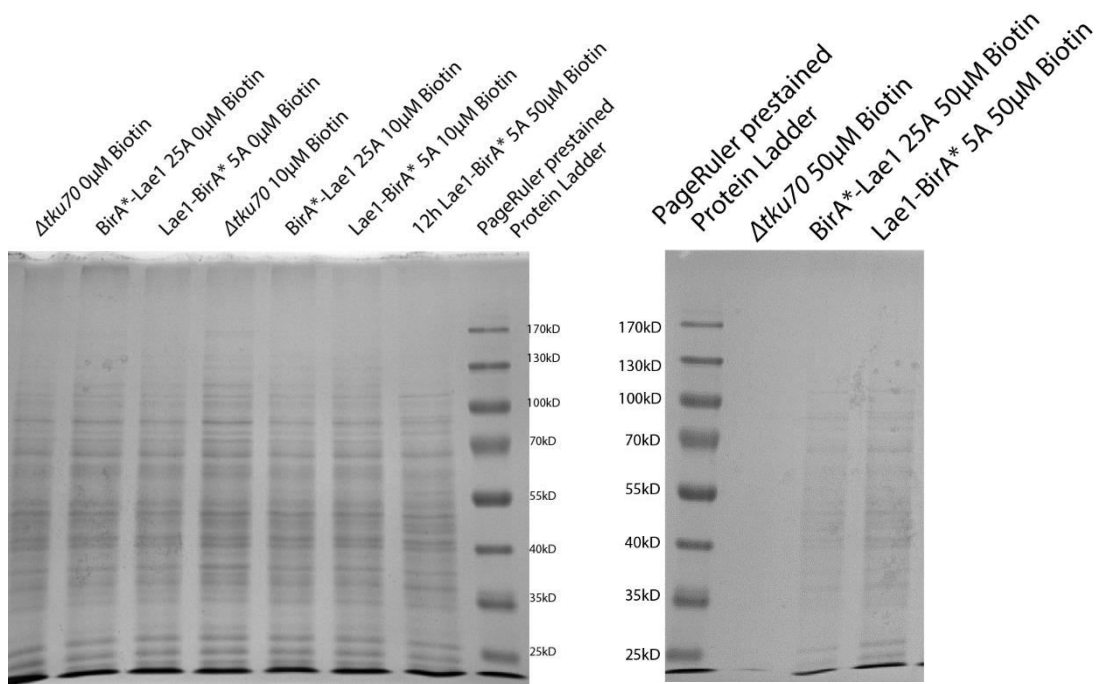 Δtku70 0µM Biotin
BirA*-Lae1 25A 0µM Biotin
Lae1-BirA* 5A 0µM Biotin
Δtku70 10µM Biotin
BirA*-Lae1 25A 10µM Biotin
Lae1-BirA* 5A 10µM Biotin
12h Lae1-BirA* 5A 50µM Biotin
PageRuler prestained
Protein Ladder
170kD
130kD
100kD
70kD
55kD
40kD
35kD
25kD
PageRuler prestained
Protein Ladder
Δtku70 50µM Biotin
BirA*-Lae1 25A 50µM Biotin
Lae1-BirA* 5A 50µM Biotin
170kD
130kD
100kD
70kD
55kD
40kD
35kD
25kD